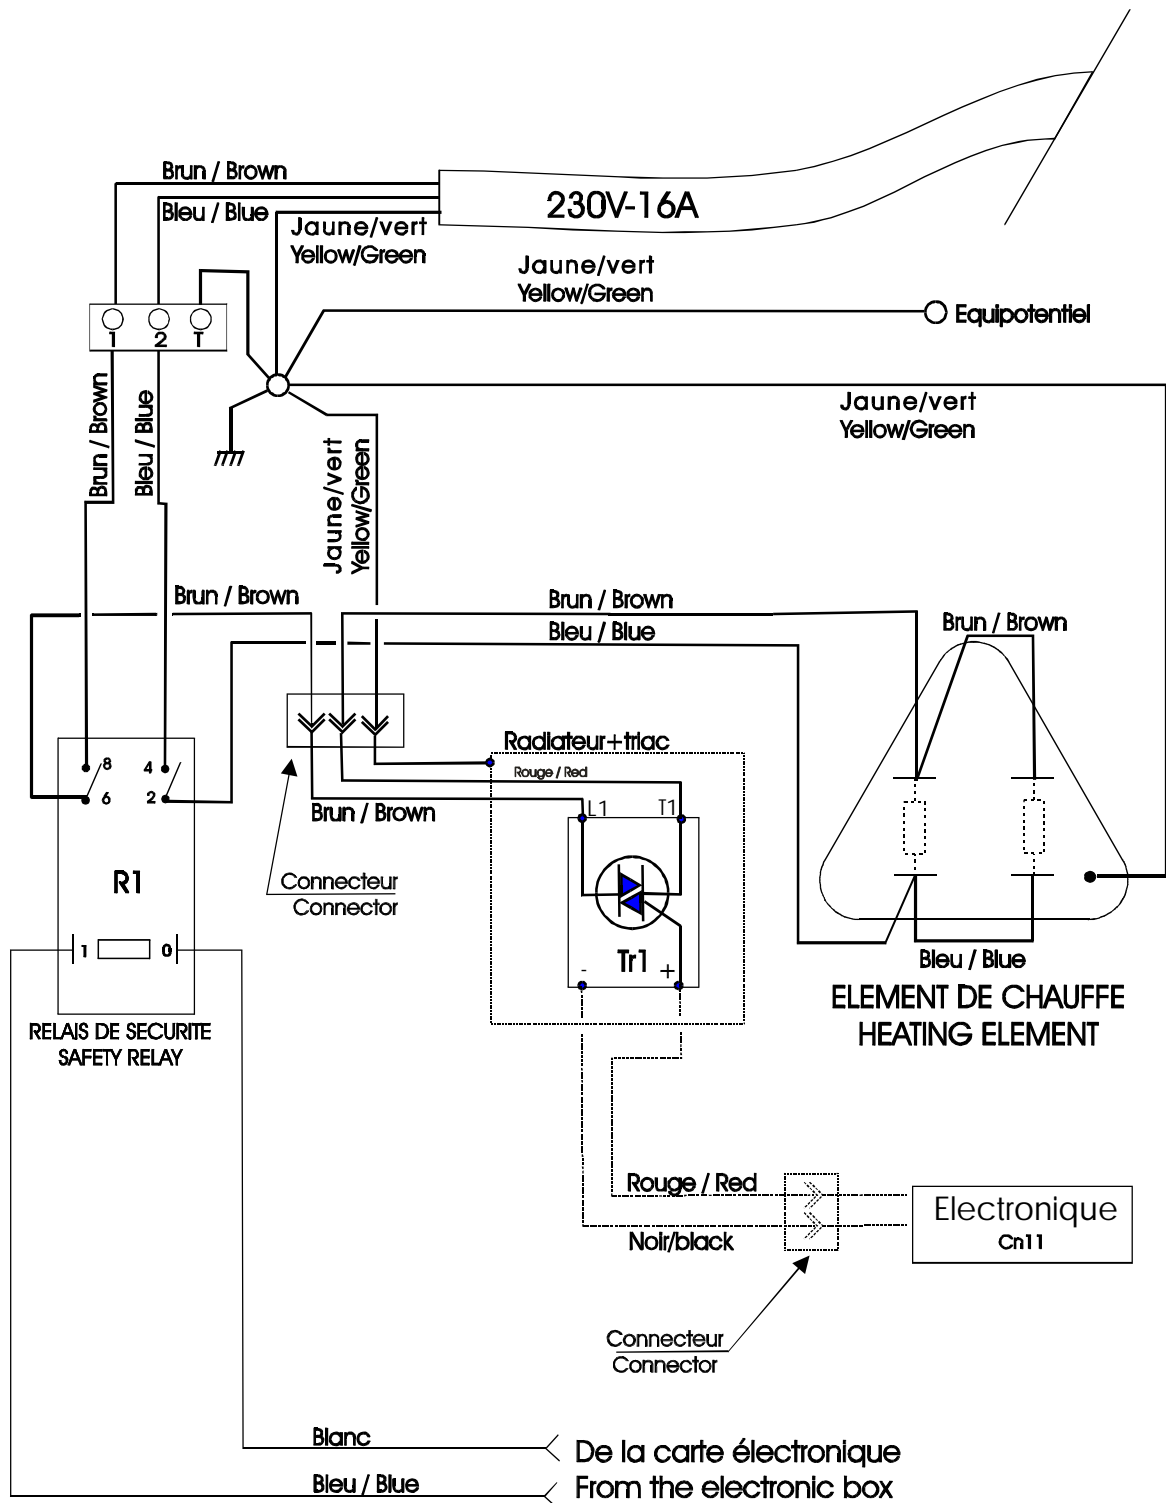 Brun / Brown
230V-16A
Bleu / Blue
Jaune/vert
Yellow/Green
Jaune/vert
Yellow/Green
Equipotentiel
1 2 T
Brun / Brown
Bleu / Blue
Jaune/vert
Yellow/Green
Jaune/vert
Yellow/Green
Brun / Brown
Brun / Brown
Bleu / Blue
Brun / Brown
Radiateur+triac
Rouge / Red
8 4
6 2
Brun / Brown
L1 T1
R1
Connecteur
Connector
1 0
Tr1
- +
Bleu / Blue
ELEMENT DE CHAUFFE
HEATING ELEMENT
RELAIS DE SECURITE
SAFETY RELAY
Rouge / Red
Noir/black
Electronique
Cn11
Connecteur
Connector
Blanc
De la carte électronique
Bleu / Blue
From the electronic box